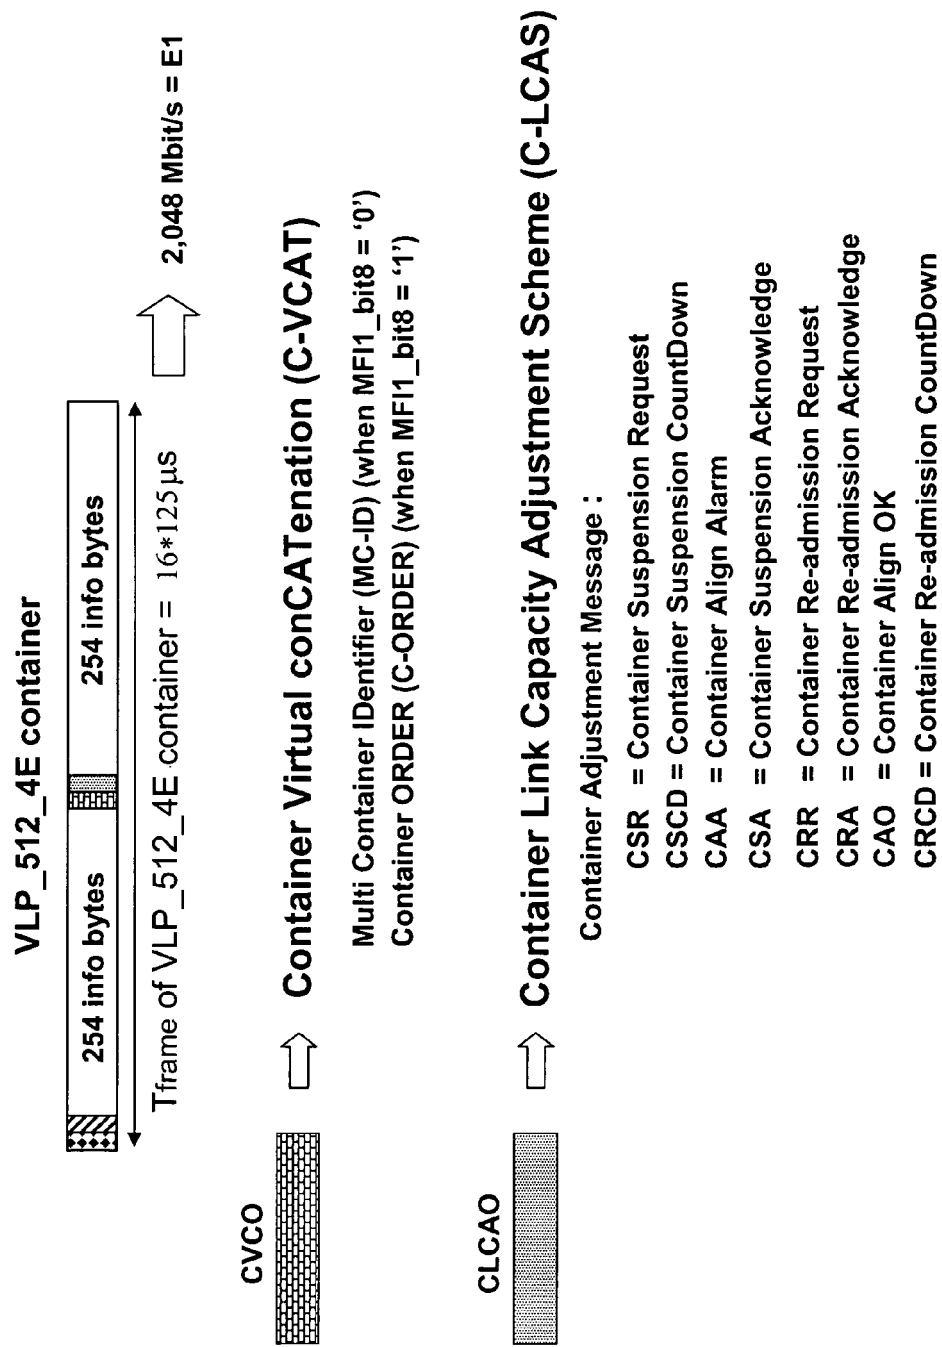 VLP_512_4E container
254 info bytes
254 info bytes
Tframe of VLP_512_4E container = 16*125µs
2,048 Mbit/s = E1
CVCO
Container Virtual conCATenation (C-VCAT)
Multi Container IDentifier (MC-ID) (when MFI1_bit8 = ‘0’)
Container ORDER (C-ORDER) (when MFI1_bit8 = ‘1’)
CLCAO
Container Link Capacity Adjustment Scheme (C-LCAS)
Container Adjustment Message :
CSR = Container Suspension Request
CSCD = Container Suspension CountDown
CAA = Container Align Alarm
CSA = Container Suspension Acknowledge
CRR = Container Re-admission Request
CRA = Container Re-admission Acknowledge
CAO = Container Align OK
CRCD = Container Re-admission CountDown